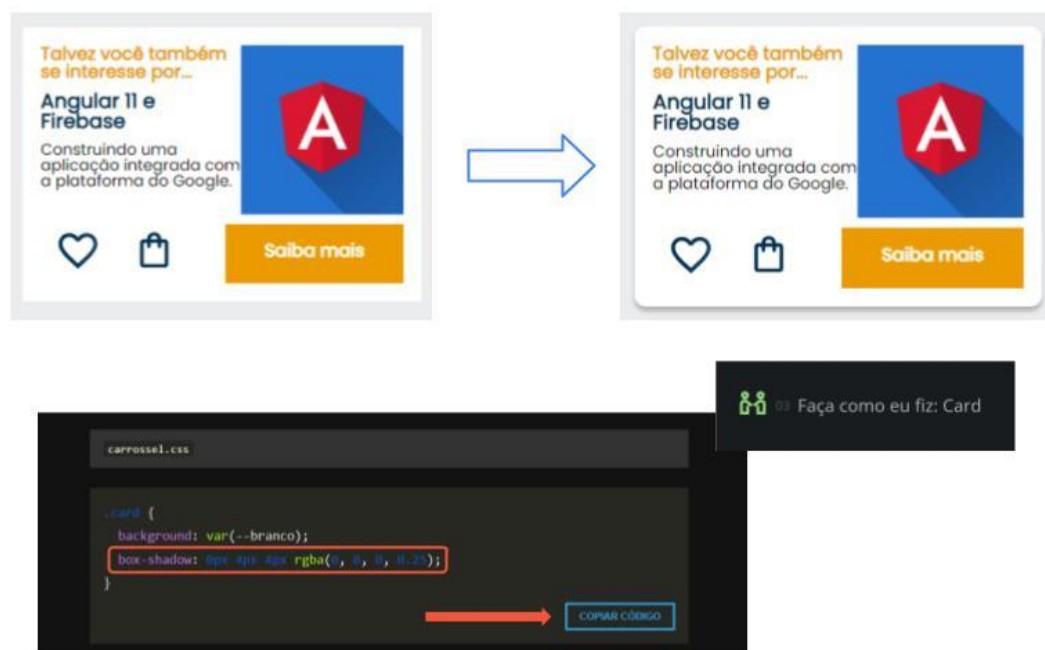 Talvez você também
se interesse por...
Angular 11 e
Firebase
Construindo uma
aplicação integrada com
a plataforma do Google.
Saiba mais
Talvez você também
se interesse por...
Angular 11 e
Firebase
Construindo uma
aplicação integrada com
a plataforma do Google.
Saiba mais
03 Faça como eu fiz: Card
carrossel.css
.card {
background: var(--branco);
box-shadow: 0px 4px 4px rgba(0, 0, 0, 0.25);
}
COPIAR CÓDIGO